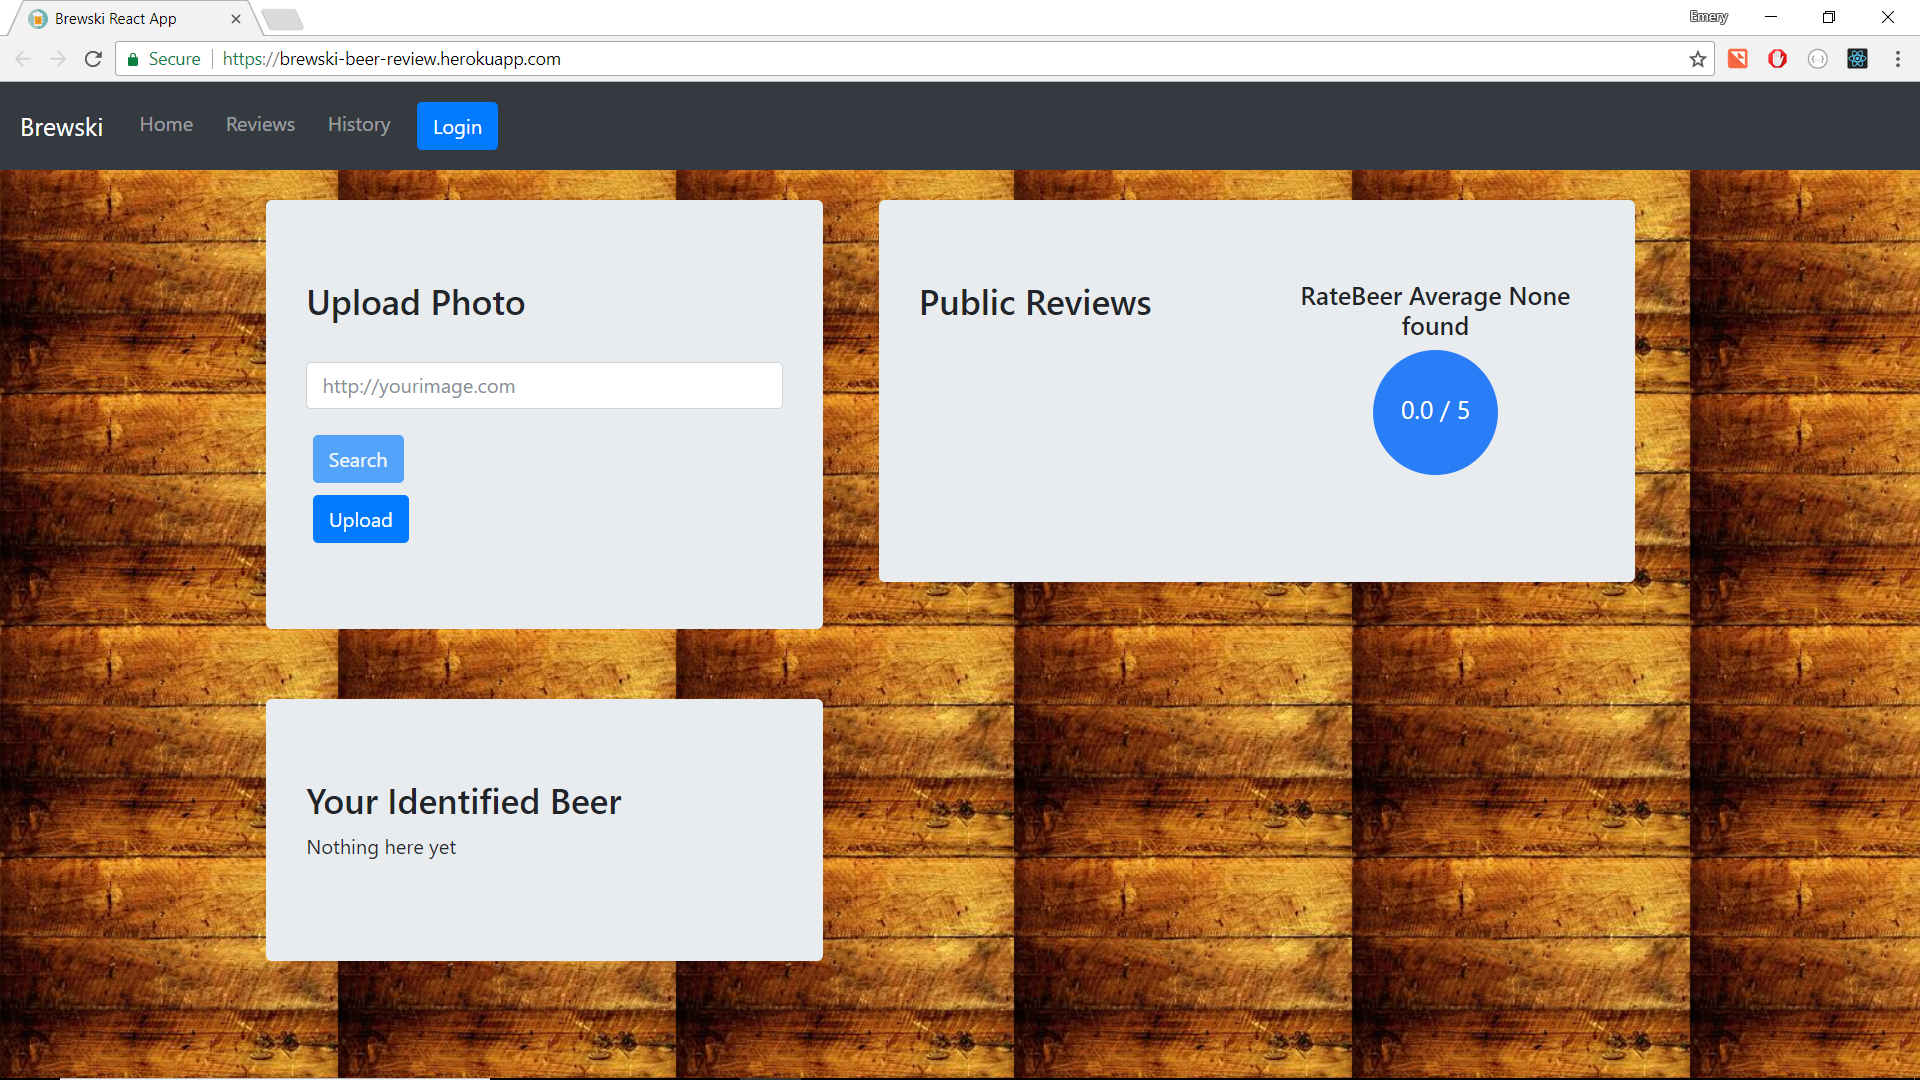 Brewski React App
Emery
Secure
https://brewski-beer-review.herokuapp.com
Brewski
Home
Reviews
History
Login
Upload Photo
http://yourimage.com
Search
Upload
Public Reviews
RateBeer Average None
found
0.0 / 5
Your Identified Beer
Nothing here yet